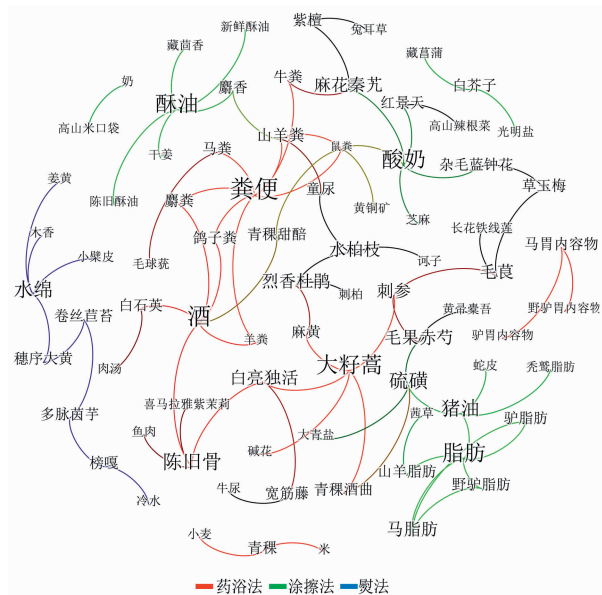 紫檀
兔耳草
新鲜酥油
藏茴香
藏菖蒲
奶
牛粪
麻花秦艽
白芥子
麝香
酥油
红景天
高山米口袋
高山辣根菜
光明盐
山羊粪
马粪
鼠粪
干姜
酸奶
杂毛蓝钟花
姜黄
粪便
童尿
草玉梅
陈旧酥油
麝粪
黄铜矿
芝麻
木香
鸽子粪
青稞甜醅
长花铁线莲
马胃内容物
水柏枝
小檗皮
毛球莸
诃子
毛莨
水绵
烈香杜鹃
刺柏
刺参
野驴胃内容物
白石英
卷丝苣苔
酒
黄帚橐吾
麻黄
毛果赤芍
驴胃内容物
羊粪
穗序大黄
肉汤
大籽蒿
蛇皮
秃鹫脂肪
白亮独活
硫磺
喜马拉雅紫茉莉
猪油
多脉茵芋
茜草
驴脂肪
鱼肉
大青盐
碱花
脂肪
榜嘎
陈旧骨
山羊脂肪
牛尿
宽筋藤
青稞酒曲
野驴脂肪
冷水
马脂肪
小麦
青稞
米
药浴法
涂擦法
熨法